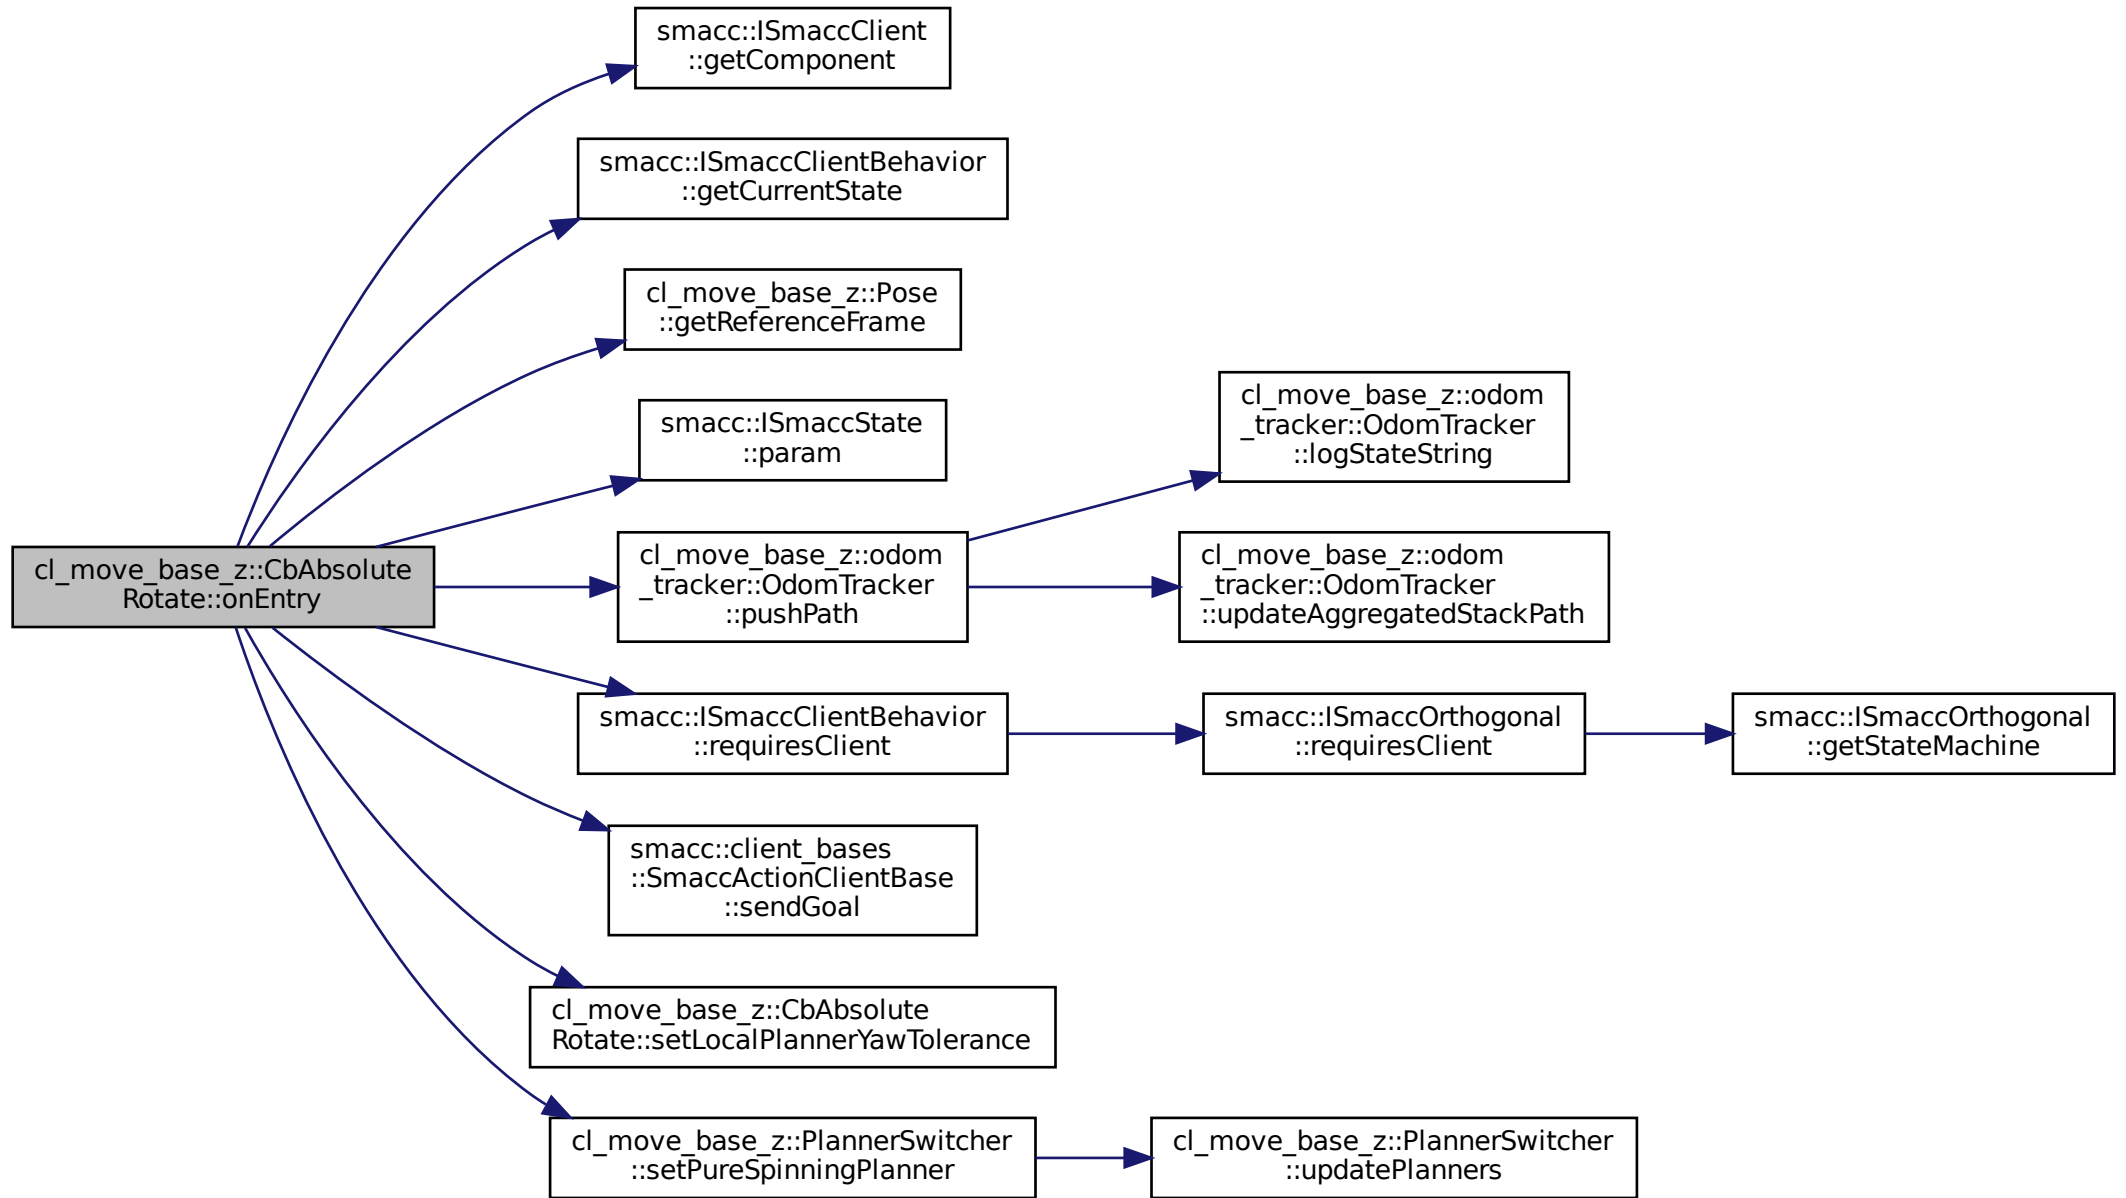 smacc::ISmaccClient
::getComponent
smacc::ISmaccClientBehavior
::getCurrentState
cl_move_base_z::Pose
::getReferenceFrame
smacc::ISmaccState
::param
cl_move_base_z::odom
_tracker::OdomTracker
::logStateString
cl_move_base_z::CbAbsolute
Rotate::onEntry
cl_move_base_z::odom
_tracker::OdomTracker
::pushPath
cl_move_base_z::odom
_tracker::OdomTracker
::updateAggregatedStackPath
smacc::ISmaccClientBehavior
::requiresClient
smacc::ISmaccOrthogonal
::requiresClient
smacc::ISmaccOrthogonal
::getStateMachine
smacc::client_bases
::SmaccActionClientBase
::sendGoal
cl_move_base_z::CbAbsolute
Rotate::setLocalPlannerYawTolerance
cl_move_base_z::PlannerSwitcher
::setPureSpinningPlanner
cl_move_base_z::PlannerSwitcher
::updatePlanners